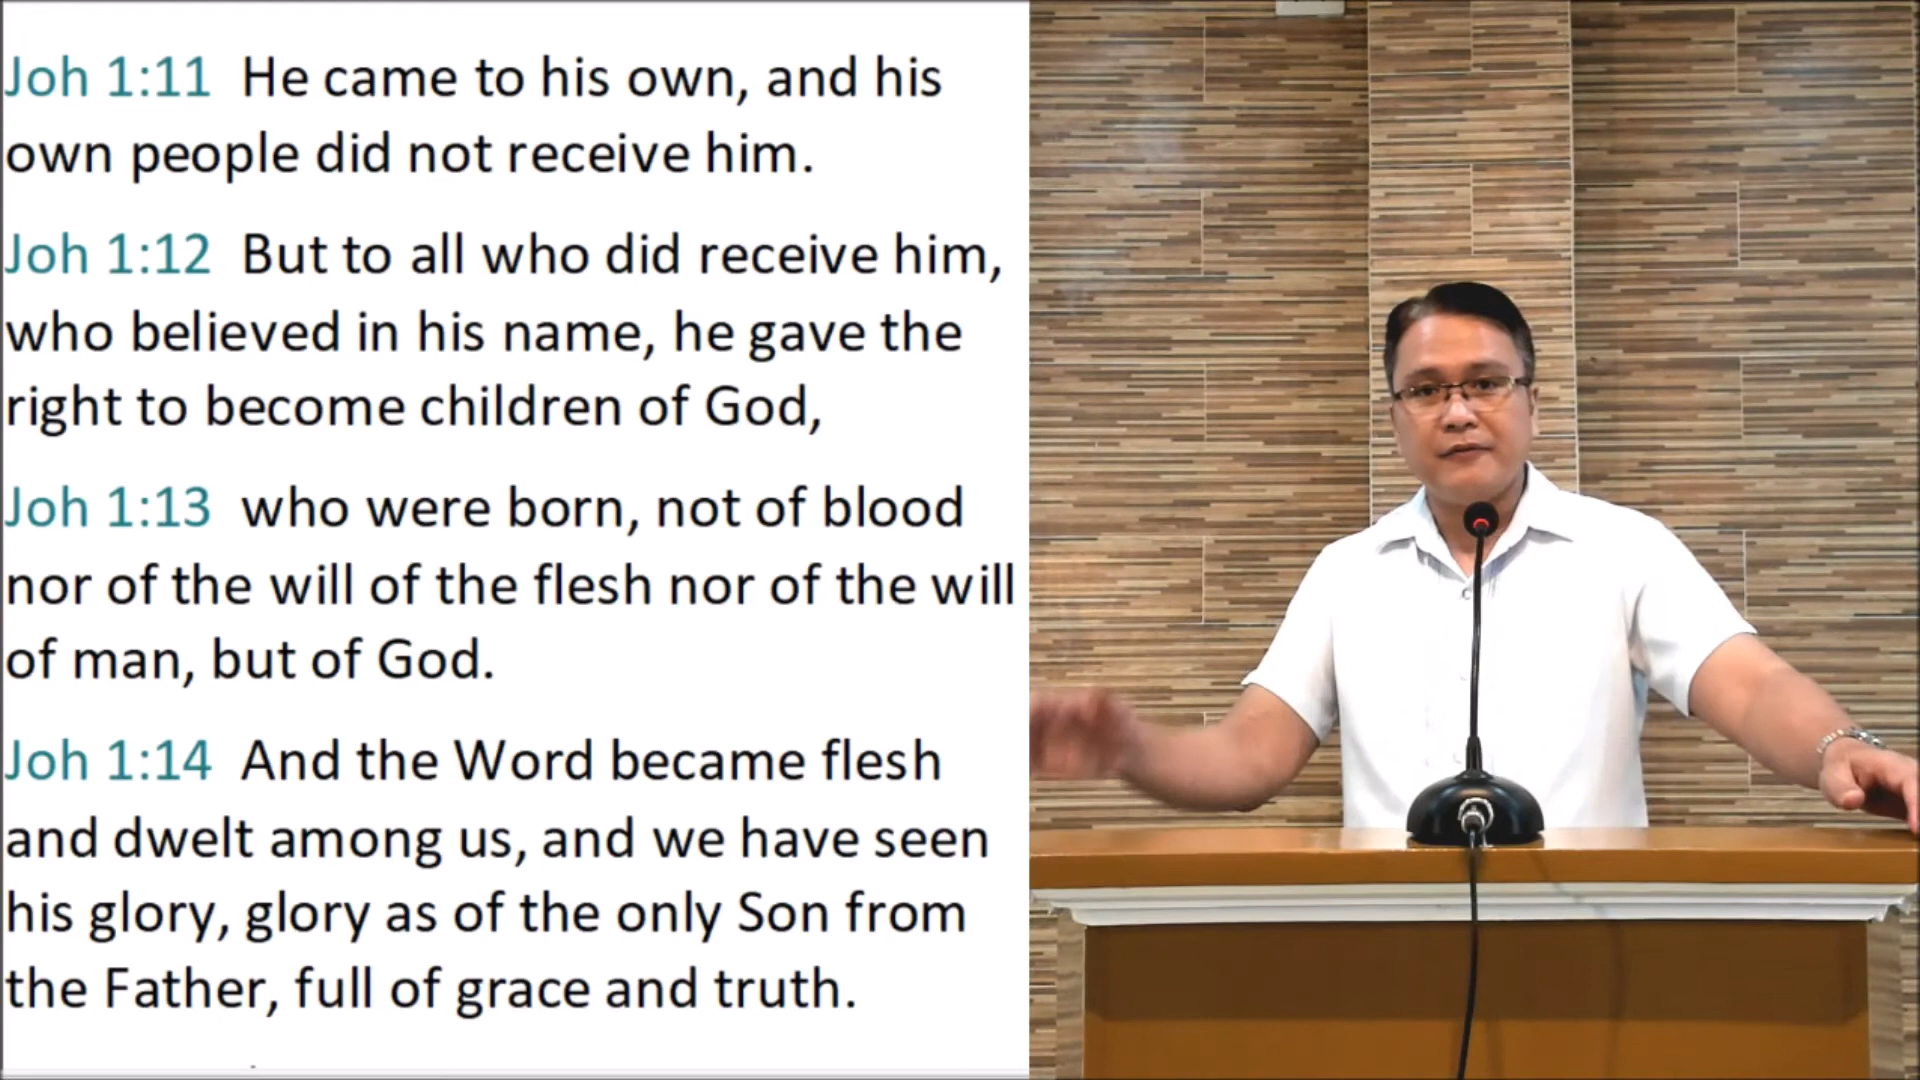 Joh 1:11 He came to his own, and his
own people did not receive him.
Joh 1:12 But to all who did receive him,
who believed in his name, he gave the
right to become children of God,
Joh 1:13 who were born, not of blood
nor of the will of the flesh nor of the will
of man, but of God.
Joh 1:14 And the Word became flesh
and dwelt among us, and we have seen
his glory, glory as of the only Son from
the Father, full of grace and truth.